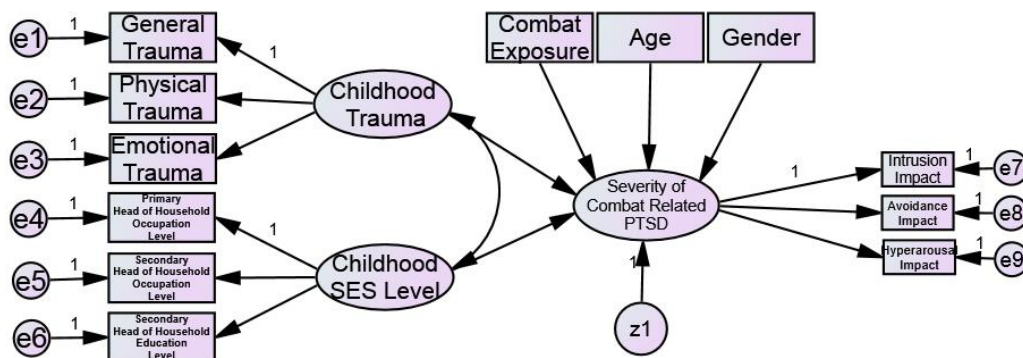 e1
1
General
Trauma
1
e2
1
Physical
Trauma
e3
1
Emotional
Trauma
Childhood
Trauma
e4
1
Primary
Head of Household
Occupation
Level
1
e5
1
Secondary
Head of Household
Occupation
Level
e6
1
Secondary
Head of Household
Education
Level
Childhood
SES Level
Combat
Exposure
Age
Gender
Severity of
Combat Related
PTSD
1
z1
1
Intrusion
Impact
1
e7
Avoidance
Impact
1
e8
Hyperarousal
Impact
1
e9